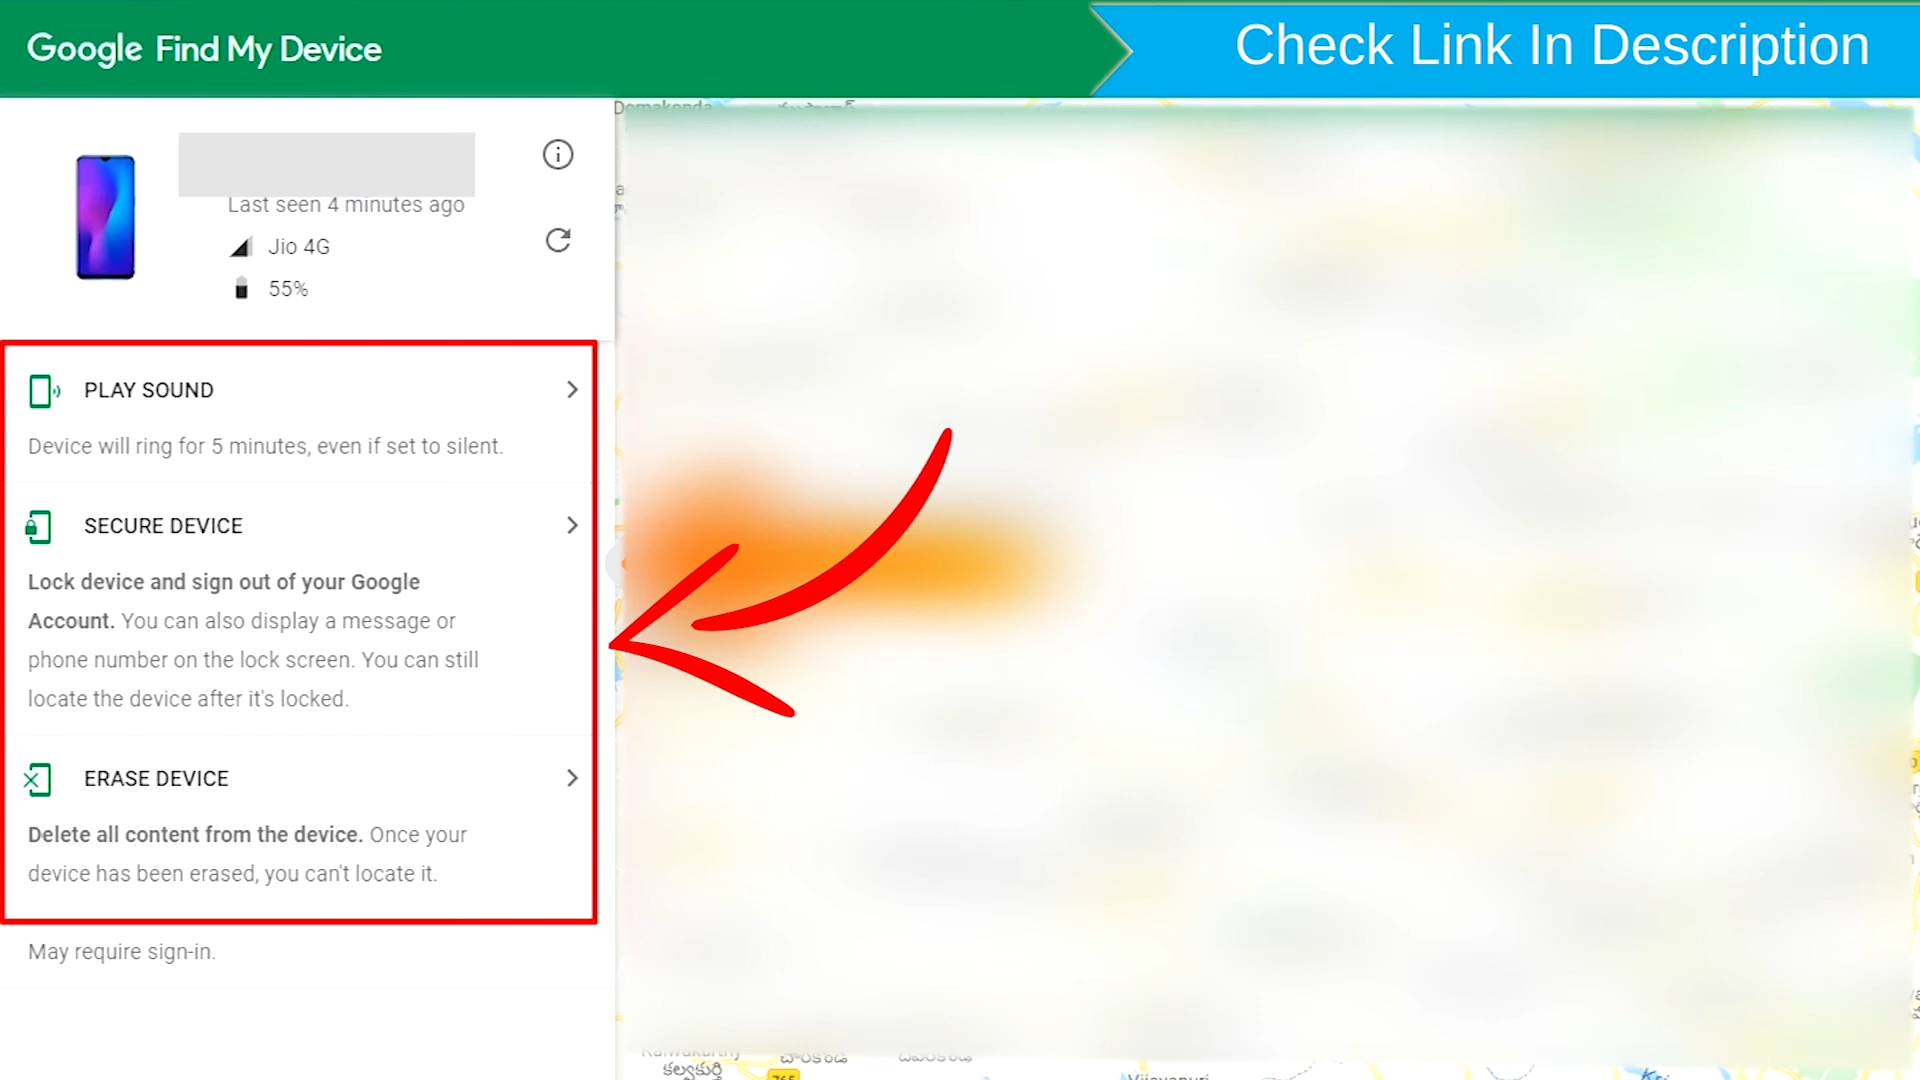 Google Find My Device
Check Link In Description
Last seen 4 minutes ago
Jio 4G
55%
PLAY SOUND
Device will ring for 5 minutes, even if set to silent.
SECURE DEVICE
Lock device and sign out of your Google
Account. You can also display a message or
phone number on the lock screen. You can still
locate the device after it's locked.
ERASE DEVICE
Delete all content from the device. Once your
device has been erased, you can't locate it.
May require sign-in.
Domakonda
కల్వకుర్తి
765